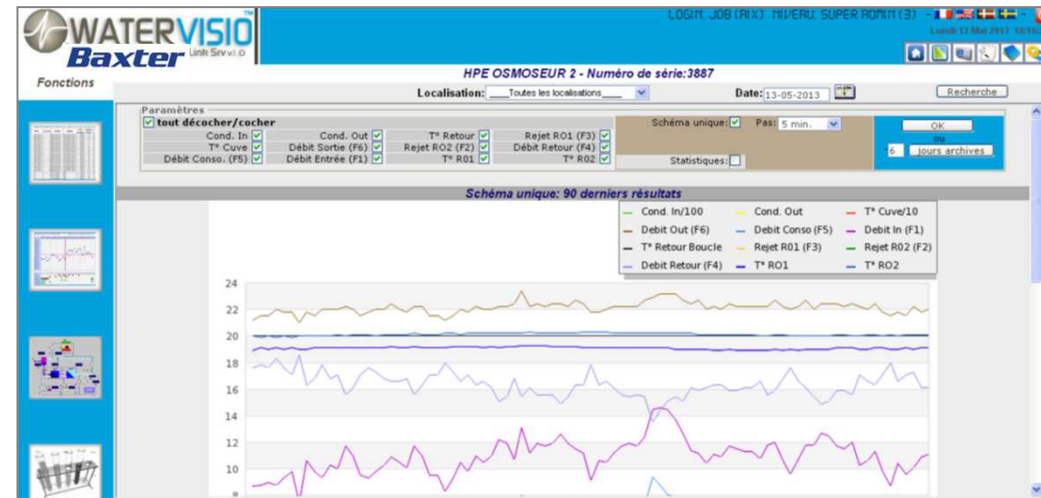 WATERVISIO
Link Srv v1.0
Baxter
LOGIN: JOB (AIX) NIVEAU: SUPER ADMIN (3) -
Lundi 13 Mai 2013
Fonctions
HPE OSMOSEUR 2 - Numéro de série:3887
Localisation: ____Toutes les localisations____ Date: 13-05-2013 Recherche
Paramètres
tout décocher/cocher Schéma unique: Pas: 5 min. OK
Cond. In Cond. Out T° Retour Rejet RO1 (F3) ou
T° Cuve Débit Sortie (F6) Rejet RO2 (F2) Débit Retour (F4)
Débit Conso. (F5) Débit Entrée (F1) T° R01 T° R02 Statistiques: -6 jours archives
Schéma unique: 90 derniers résultats
Cond. In/100 Cond. Out T° Cuve/10
Debit Out (F6) Debit Conso (F5) Debit In (F1)
T° Retour Boucle Rejet R01 (F3) Rejet R02 (F2)
Debit Retour (F4) T° RO1 T° RO2
24
22
20
18
16
14
12
10